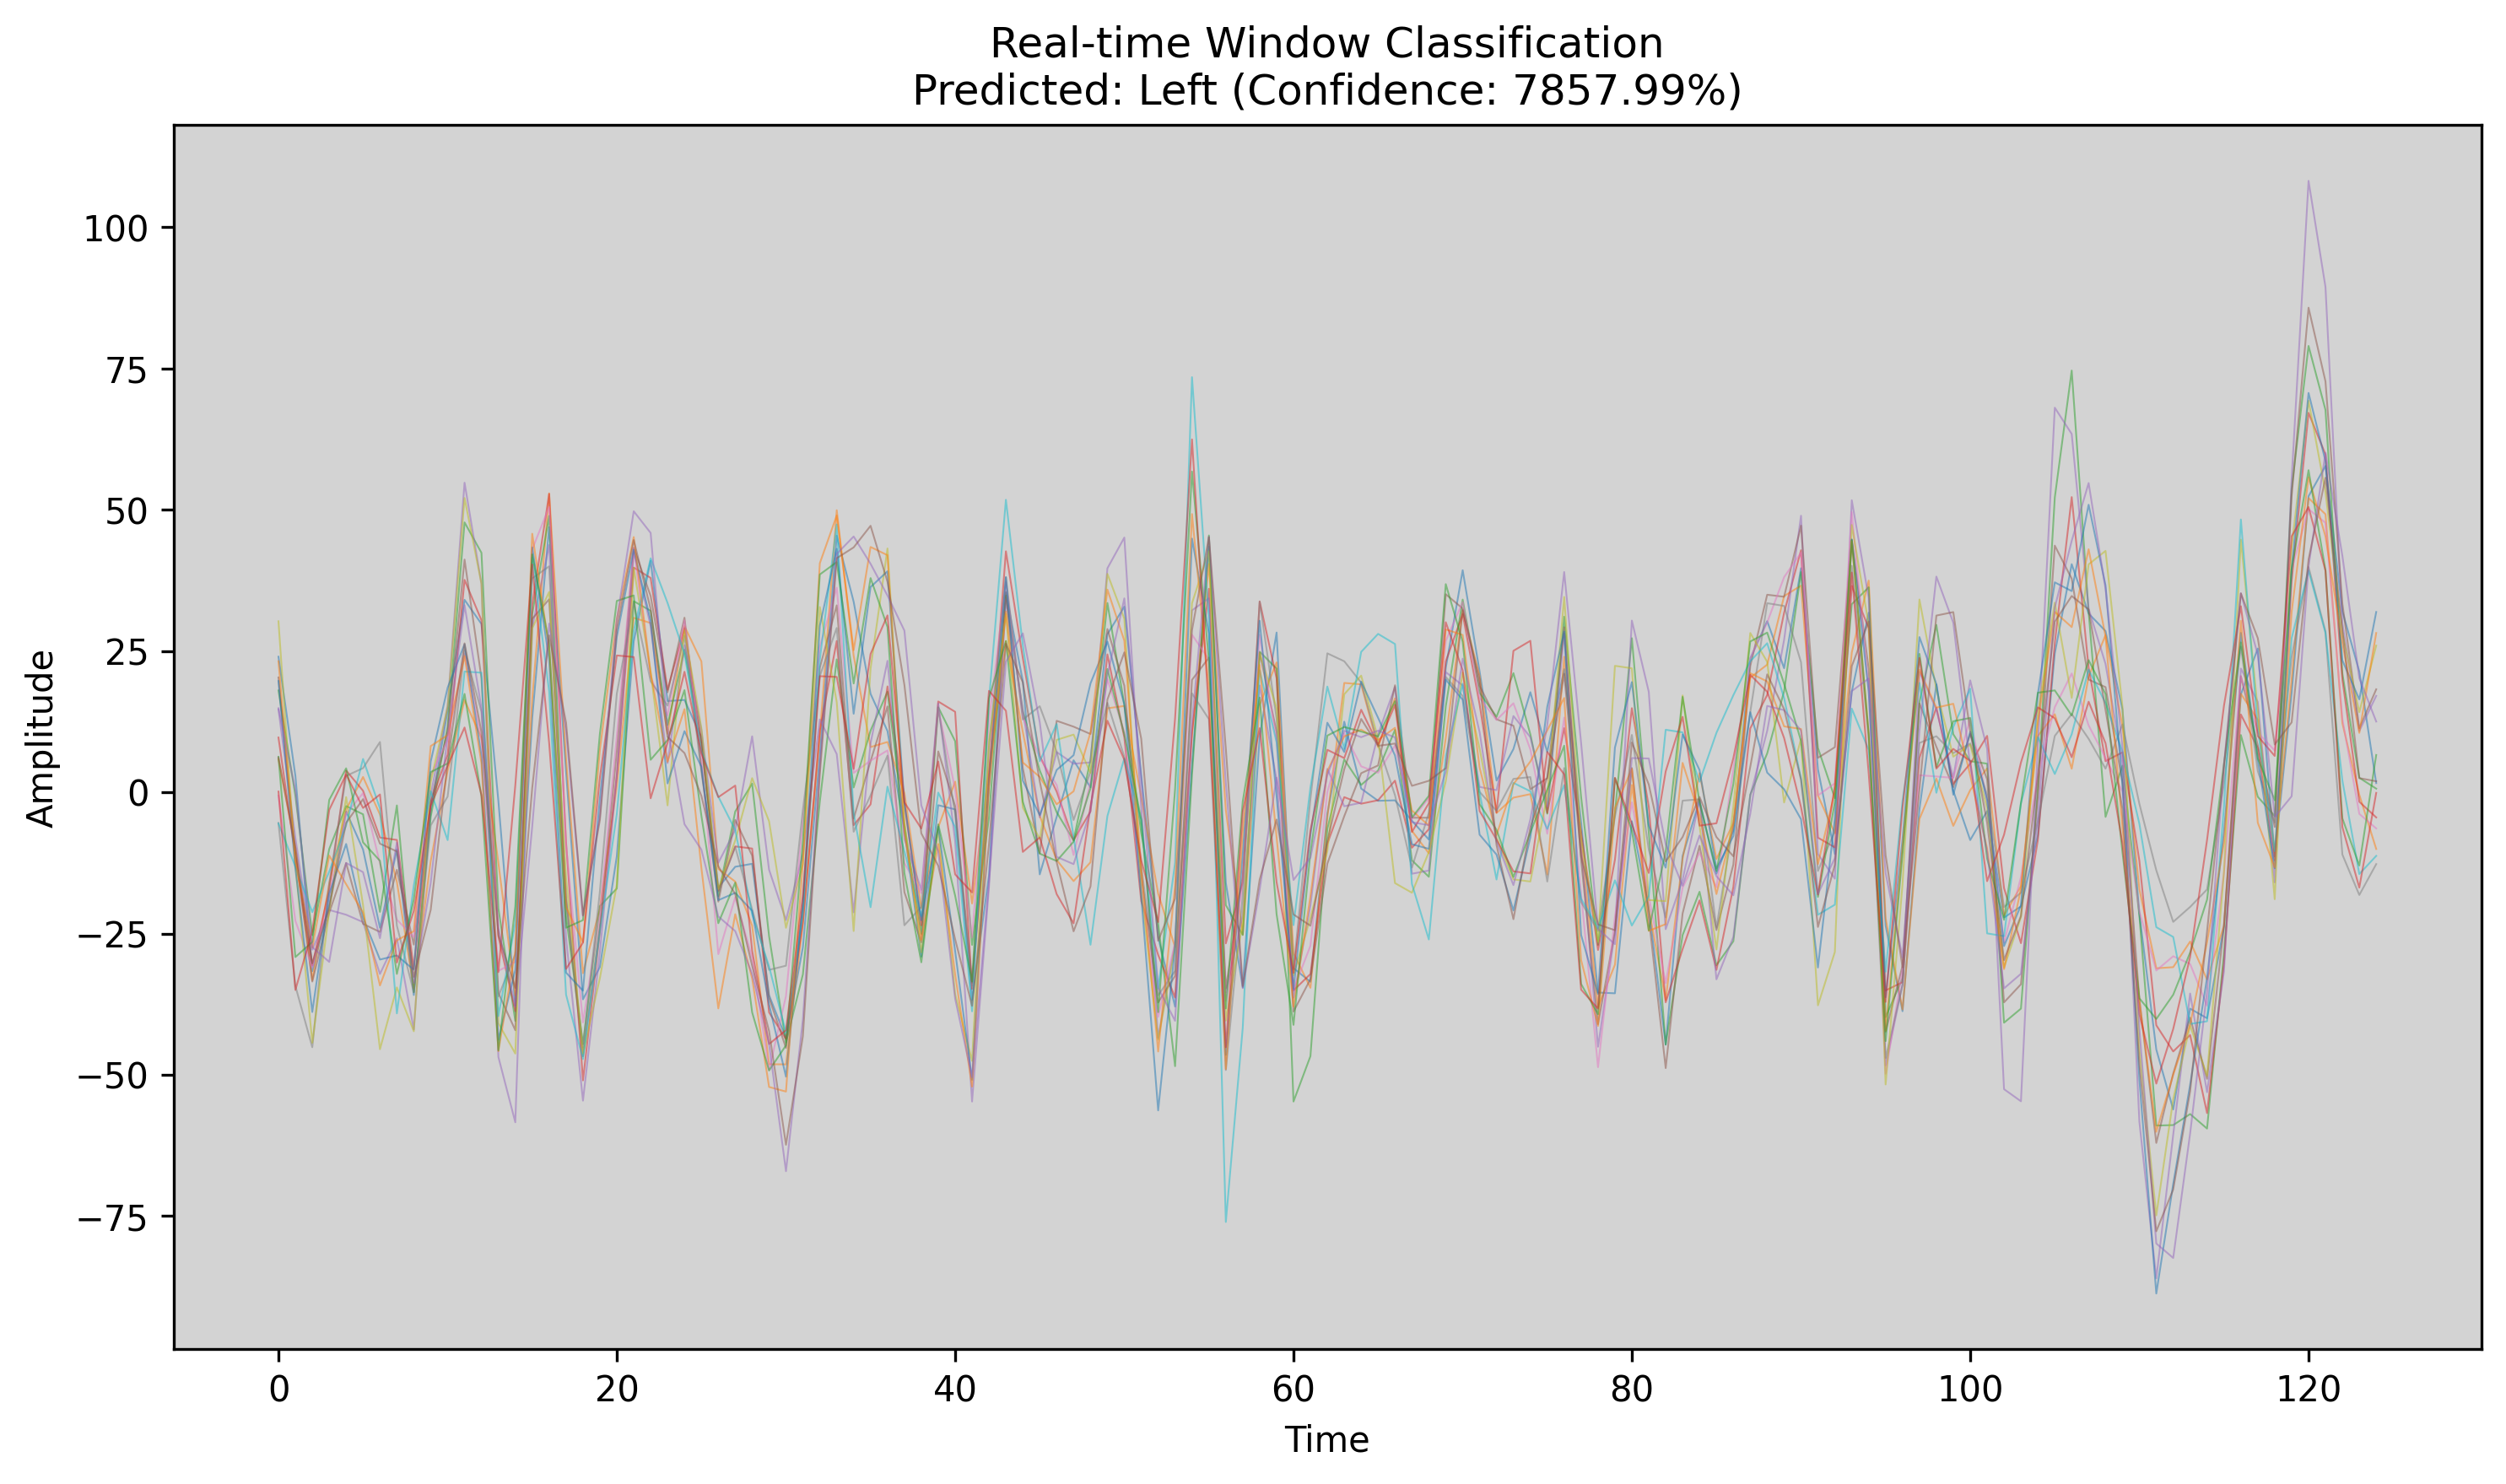 Real-time Window Classification
Predicted: Left (Confidence: 7857.99%)
Amplitude
100
75
50
25
0
−25
−50
−75
0 20 40 60 80 100 120
Time